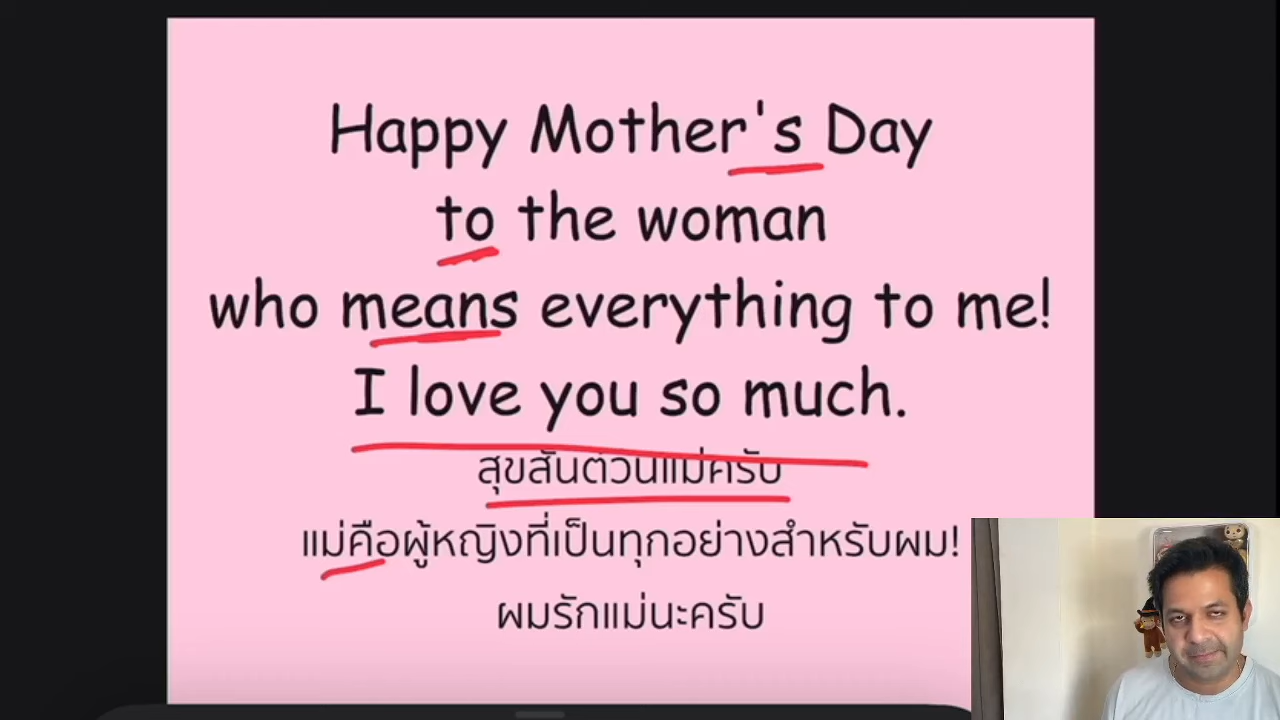 Happy Mother's Day
to the woman
who means everything to me!
I love you so much.
สุขสันต์วันแม่ครับ
แม่คือผู้หญิงที่เป็นทุกอย่างสำหรับผม!
ผมรักแม่นะครับ